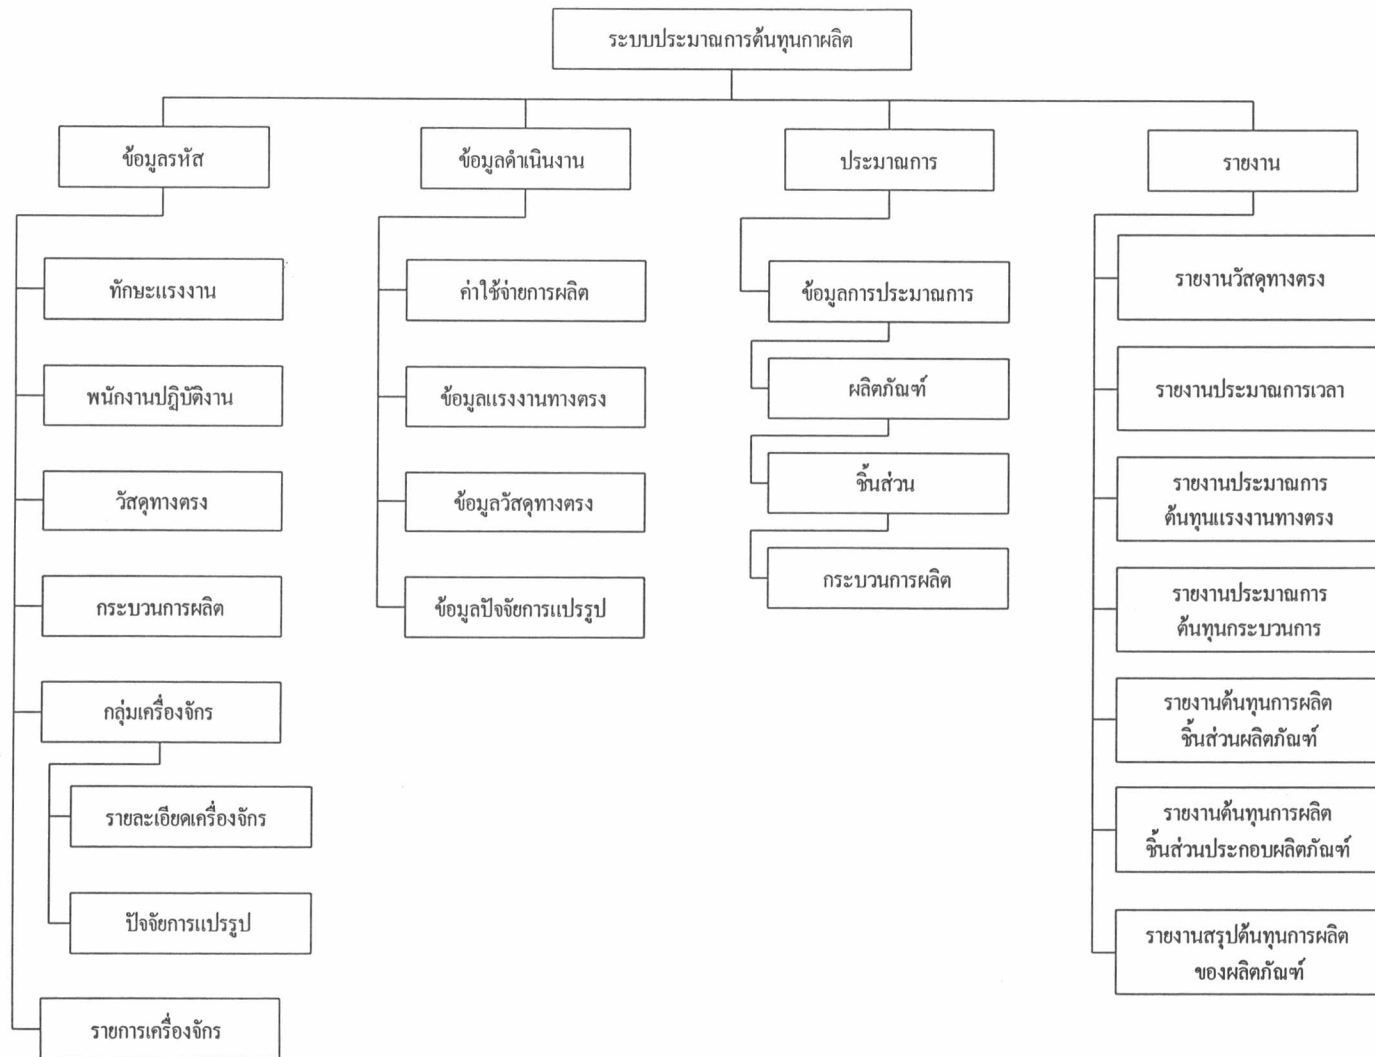 ระบบประมาณการต้นทุนกาผลิต
ข้อมูลรหัส
ข้อมูลดำเนินงาน
ประมาณการ
รายงาน
ทักษะแรงงาน
พนักงานปฏิบัติงาน
วัสดุทางตรง
กระบวนการผลิต
กลุ่มเครื่องจักร
รายละเอียดเครื่องจักร
ปัจจัยการแปรรูป
รายการเครื่องจักร
ค่าใช้จ่ายการผลิต
ข้อมูลแรงงานทางตรง
ข้อมูลวัสดุทางตรง
ข้อมูลปัจจัยการแปรรูป
ข้อมูลการประมาณการ
ผลิตภัณฑ์
ชิ้นส่วน
กระบวนการผลิต
รายงานวัสดุทางตรง
รายงานประมาณการเวลา
รายงานประมาณการ
ต้นทุนแรงงานทางตรง
รายงานประมาณการ
ต้นทุนกระบวนการ
รายงานต้นทุนการผลิต
ชิ้นส่วนผลิตภัณฑ์
รายงานต้นทุนการผลิต
ชิ้นส่วนประกอบผลิตภัณฑ์
รายงานสรุปต้นทุนการผลิต
ของผลิตภัณฑ์